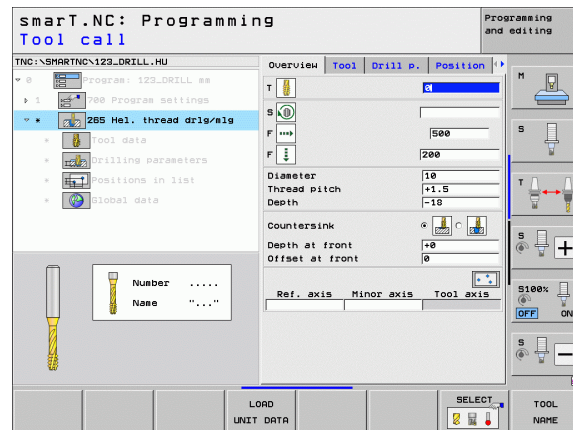 smarT.NC: Programming
Programming and editing
Tool call
TNC:\SMARTNC\123_DRILL.HU
0 Program: 123_DRILL mm
1 700 Program settings
* 265 Hel. thread drlg/mlg
* Tool data
* Drilling parameters
* Positions in list
* Global data
Number .....
Name "..."
Overview Tool Drill p. Position
T 0
S
F 500
F 200
Diameter 10
Thread pitch +1.5
Depth -18
Countersink
Depth at front +0
Offset at front 0
Ref. axis Minor axis Tool axis
M
S
T
S
S100%
OFF ON
S
LOAD
UNIT DATA
SELECT
TOOL
NAME